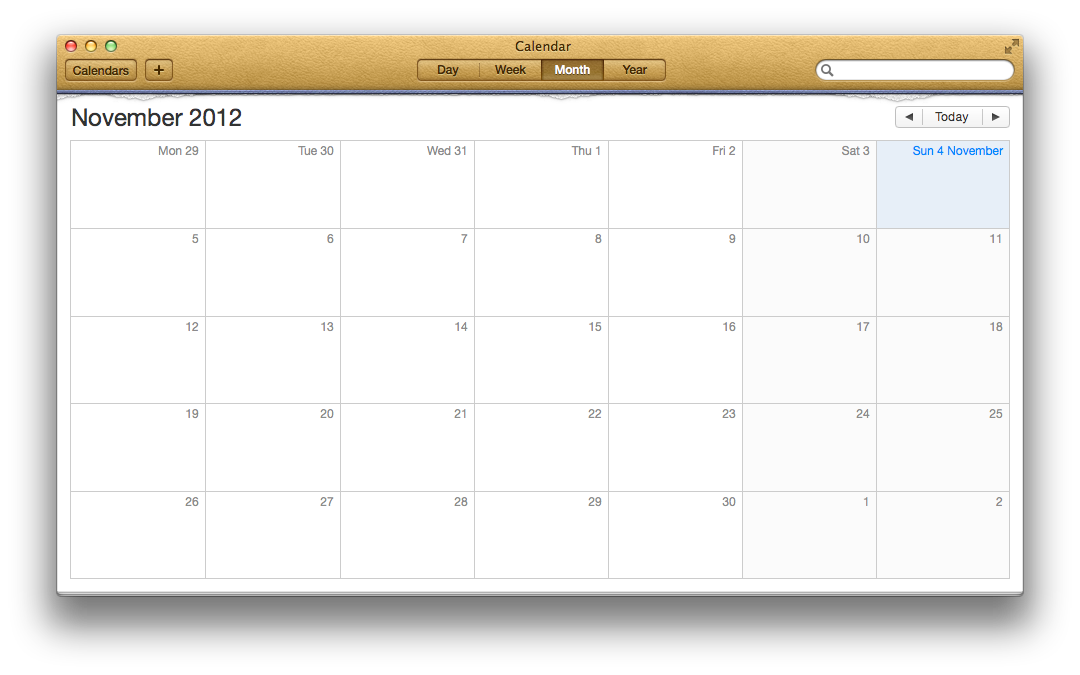 Calendar
Calendars + Day Week Month Year
November 2012
◀ Today ▶
Mon 29 Tue 30 Wed 31 Thu 1 Fri 2 Sat 3 Sun 4 November
5 6 7 8 9 10 11
12 13 14 15 16 17 18
19 20 21 22 23 24 25
26 27 28 29 30 1 2